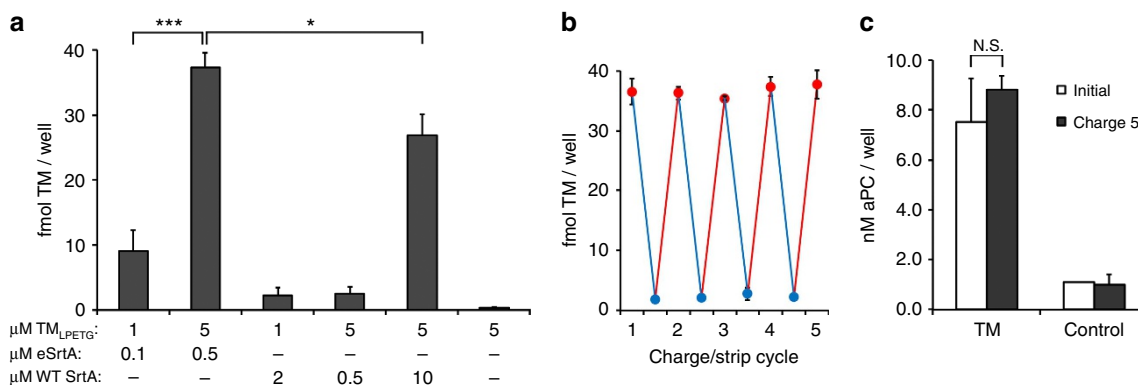 a
*** *
40
30
20
10
0
fmol TM / well
μM TM_LPETG: 1 5 1 5 5 5
μM eSrtA: 0.1 0.5 – – – –
μM WT SrtA: – – 2 0.5 10 –
b
40
30
20
10
0
fmol TM / well
1 2 3 4 5
Charge/strip cycle
c
N.S.
10.0
8.0
6.0
4.0
2.0
0.0
nM aPC / well
Initial
Charge 5
TM Control